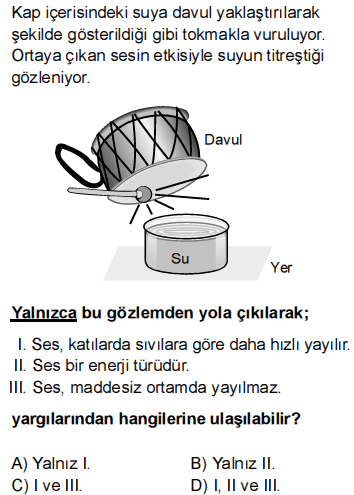 Kap içerisindeki suya davul yaklaştırılarak
şekilde gösterildiği gibi tokmakla vuruluyor.
Ortaya çıkan sesin etkisiyle suyun titreştiği
gözleniyor.
Davul
Su
Yer
Yalnızca bu gözlemden yola çıkılarak;
I. Ses, katılarda sıvılara göre daha hızlı yayılır.
II. Ses bir enerji türüdür.
III. Ses, maddesiz ortamda yayılmaz.
yargılarından hangilerine ulaşılabilir?
A) Yalnız I. B) Yalnız II.
C) I ve III. D) I, II ve III.